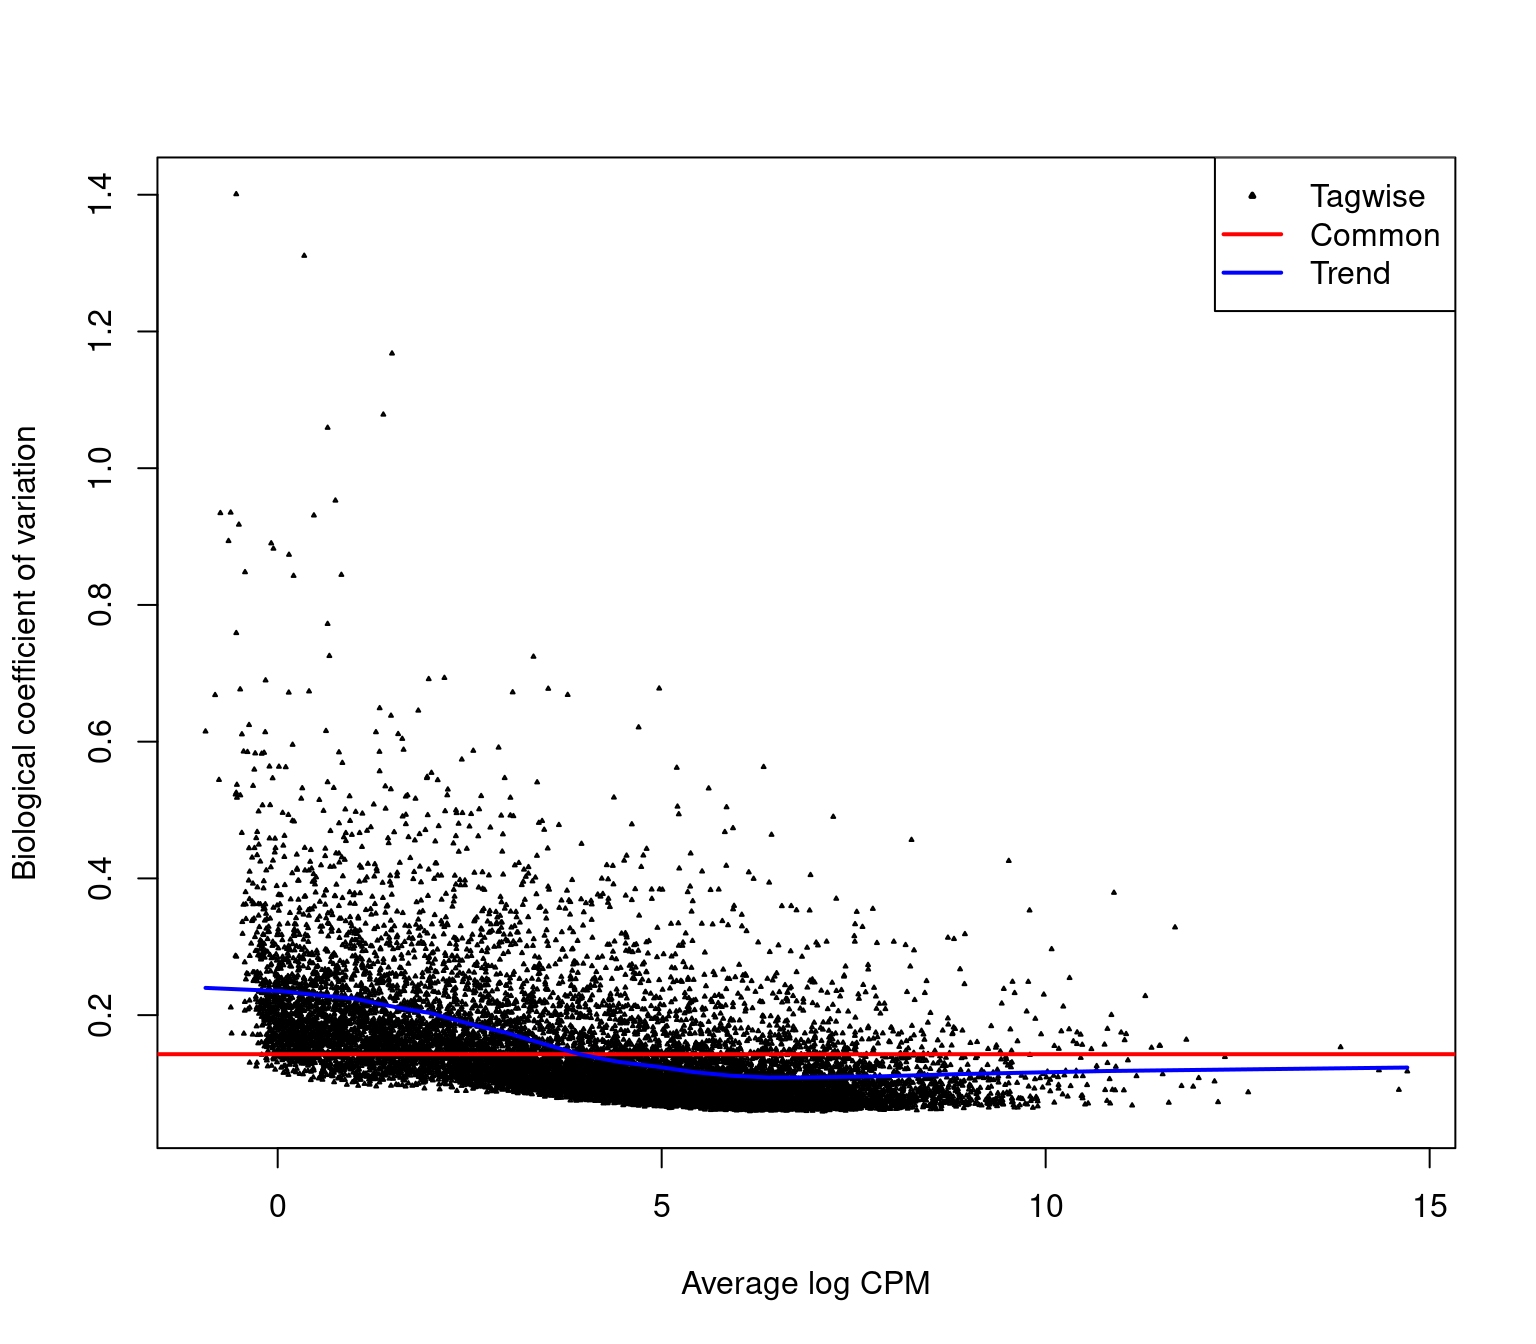 Tagwise
Common
Trend
Biological coefficient of variation
1.4
1.2
1.0
0.8
0.6
0.4
0.2
0 5 10 15
Average log CPM